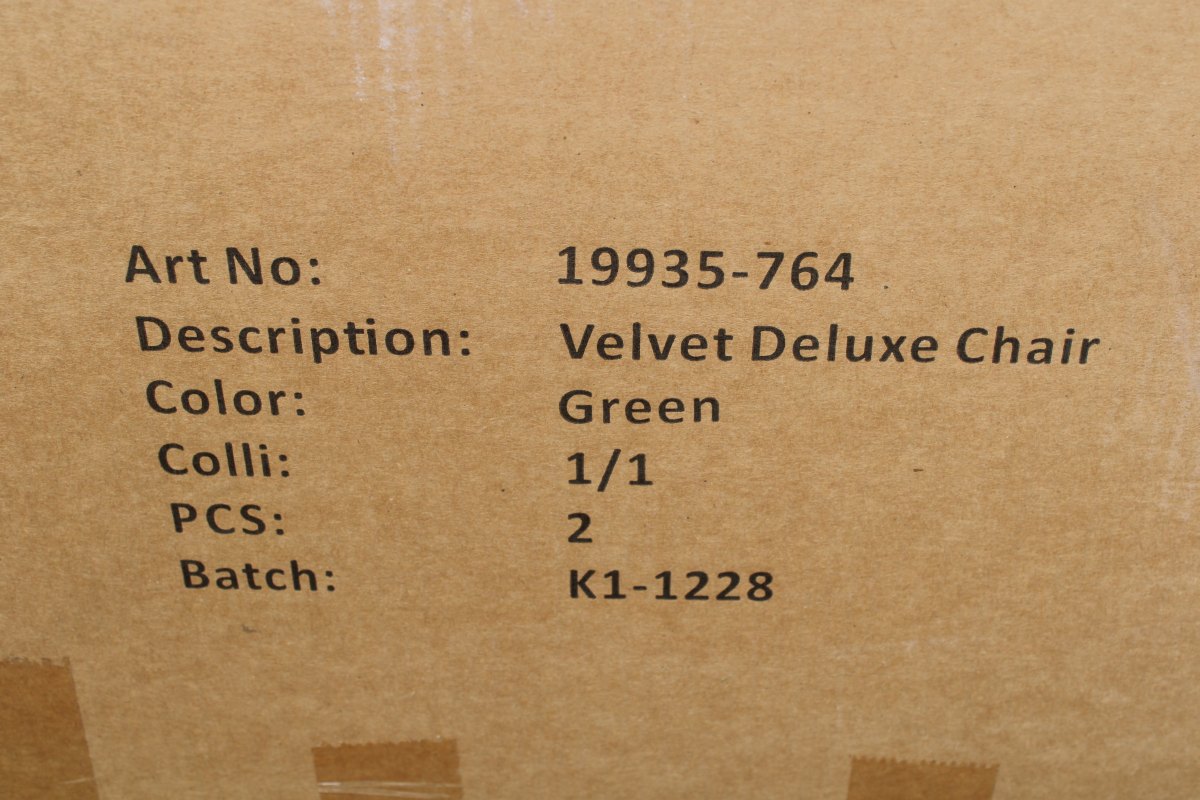 Art No: 19935-764
Description: Velvet Deluxe Chair
Color: Green
Colli: 1/1
PCS: 2
Batch: K1-1228